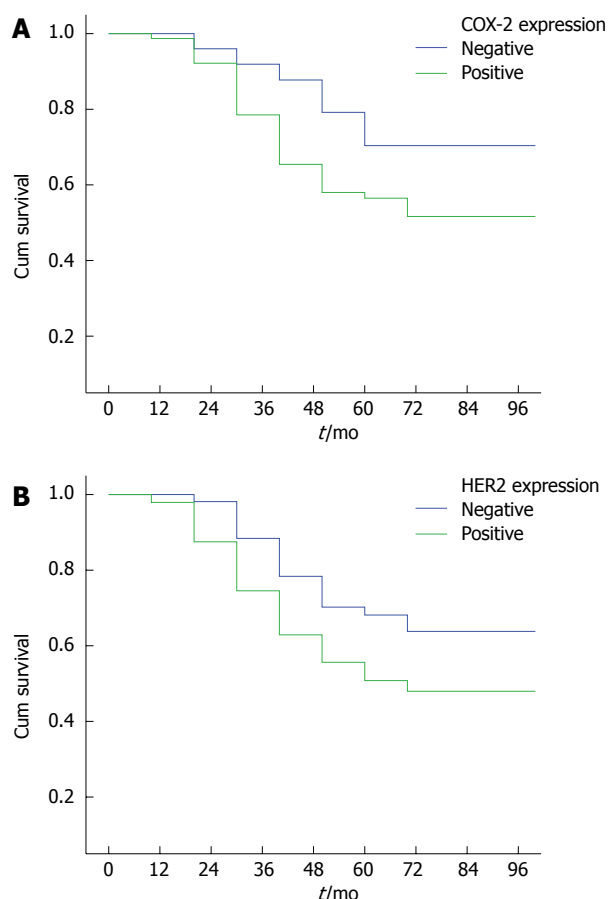 A
COX-2 expression
Negative
Positive
Cum survival
1.0
0.8
0.6
0.4
0.2
0 12 24 36 48 60 72 84 96
t/mo
B
HER2 expression
Negative
Positive
Cum survival
1.0
0.8
0.6
0.4
0.2
0 12 24 36 48 60 72 84 96
t/mo